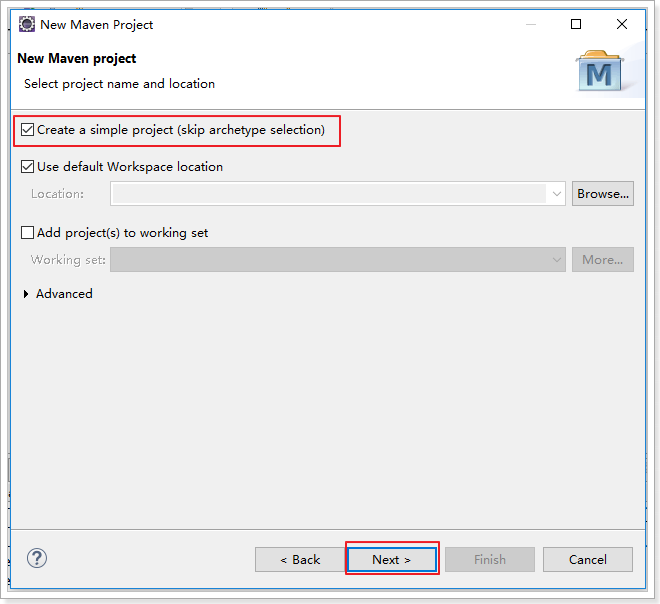 New Maven Project
New Maven project
Select project name and location
M
Create a simple project (skip archetype selection)
Use default Workspace location
Location:
Browse...
Add project(s) to working set
Working set:
More...
Advanced
?
< Back
Next >
Finish
Cancel